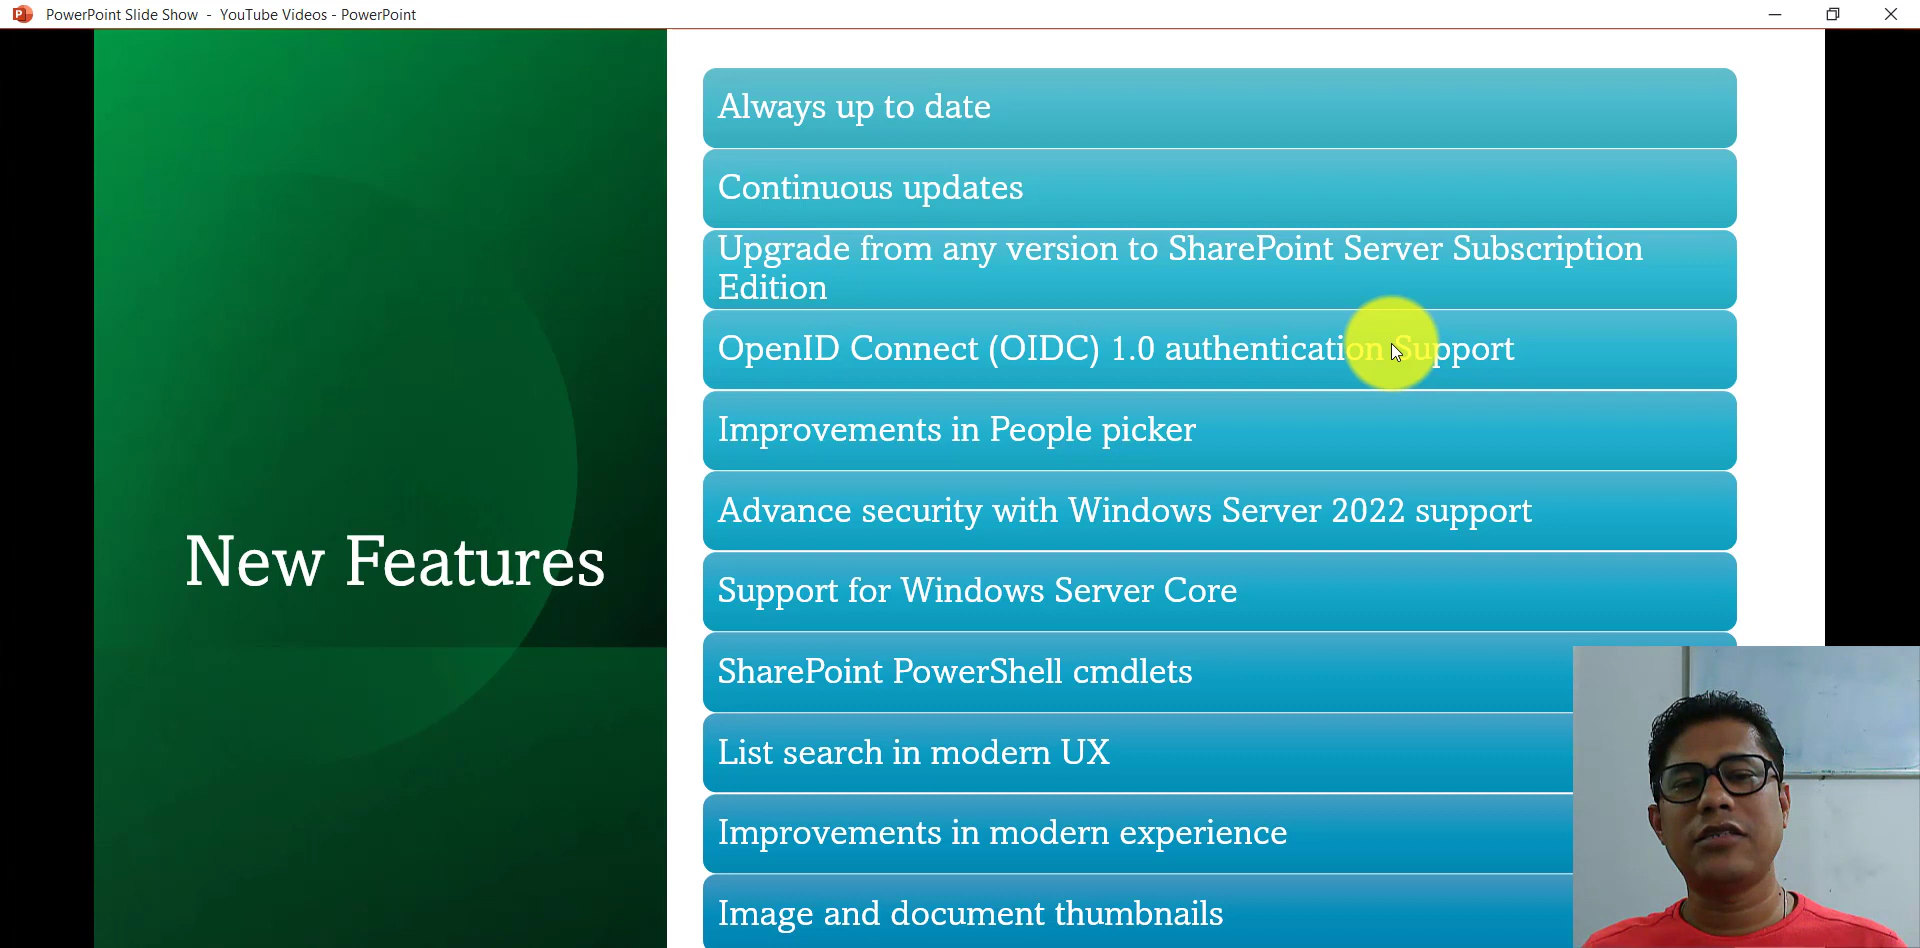 PowerPoint Slide Show - YouTube Videos - PowerPoint
New Features
Always up to date
Continuous updates
Upgrade from any version to SharePoint Server Subscription
Edition
OpenID Connect (OIDC) 1.0 authentication Support
Improvements in People picker
Advance security with Windows Server 2022 support
Support for Windows Server Core
SharePoint PowerShell cmdlets
List search in modern UX
Improvements in modern experience
Image and document thumbnails